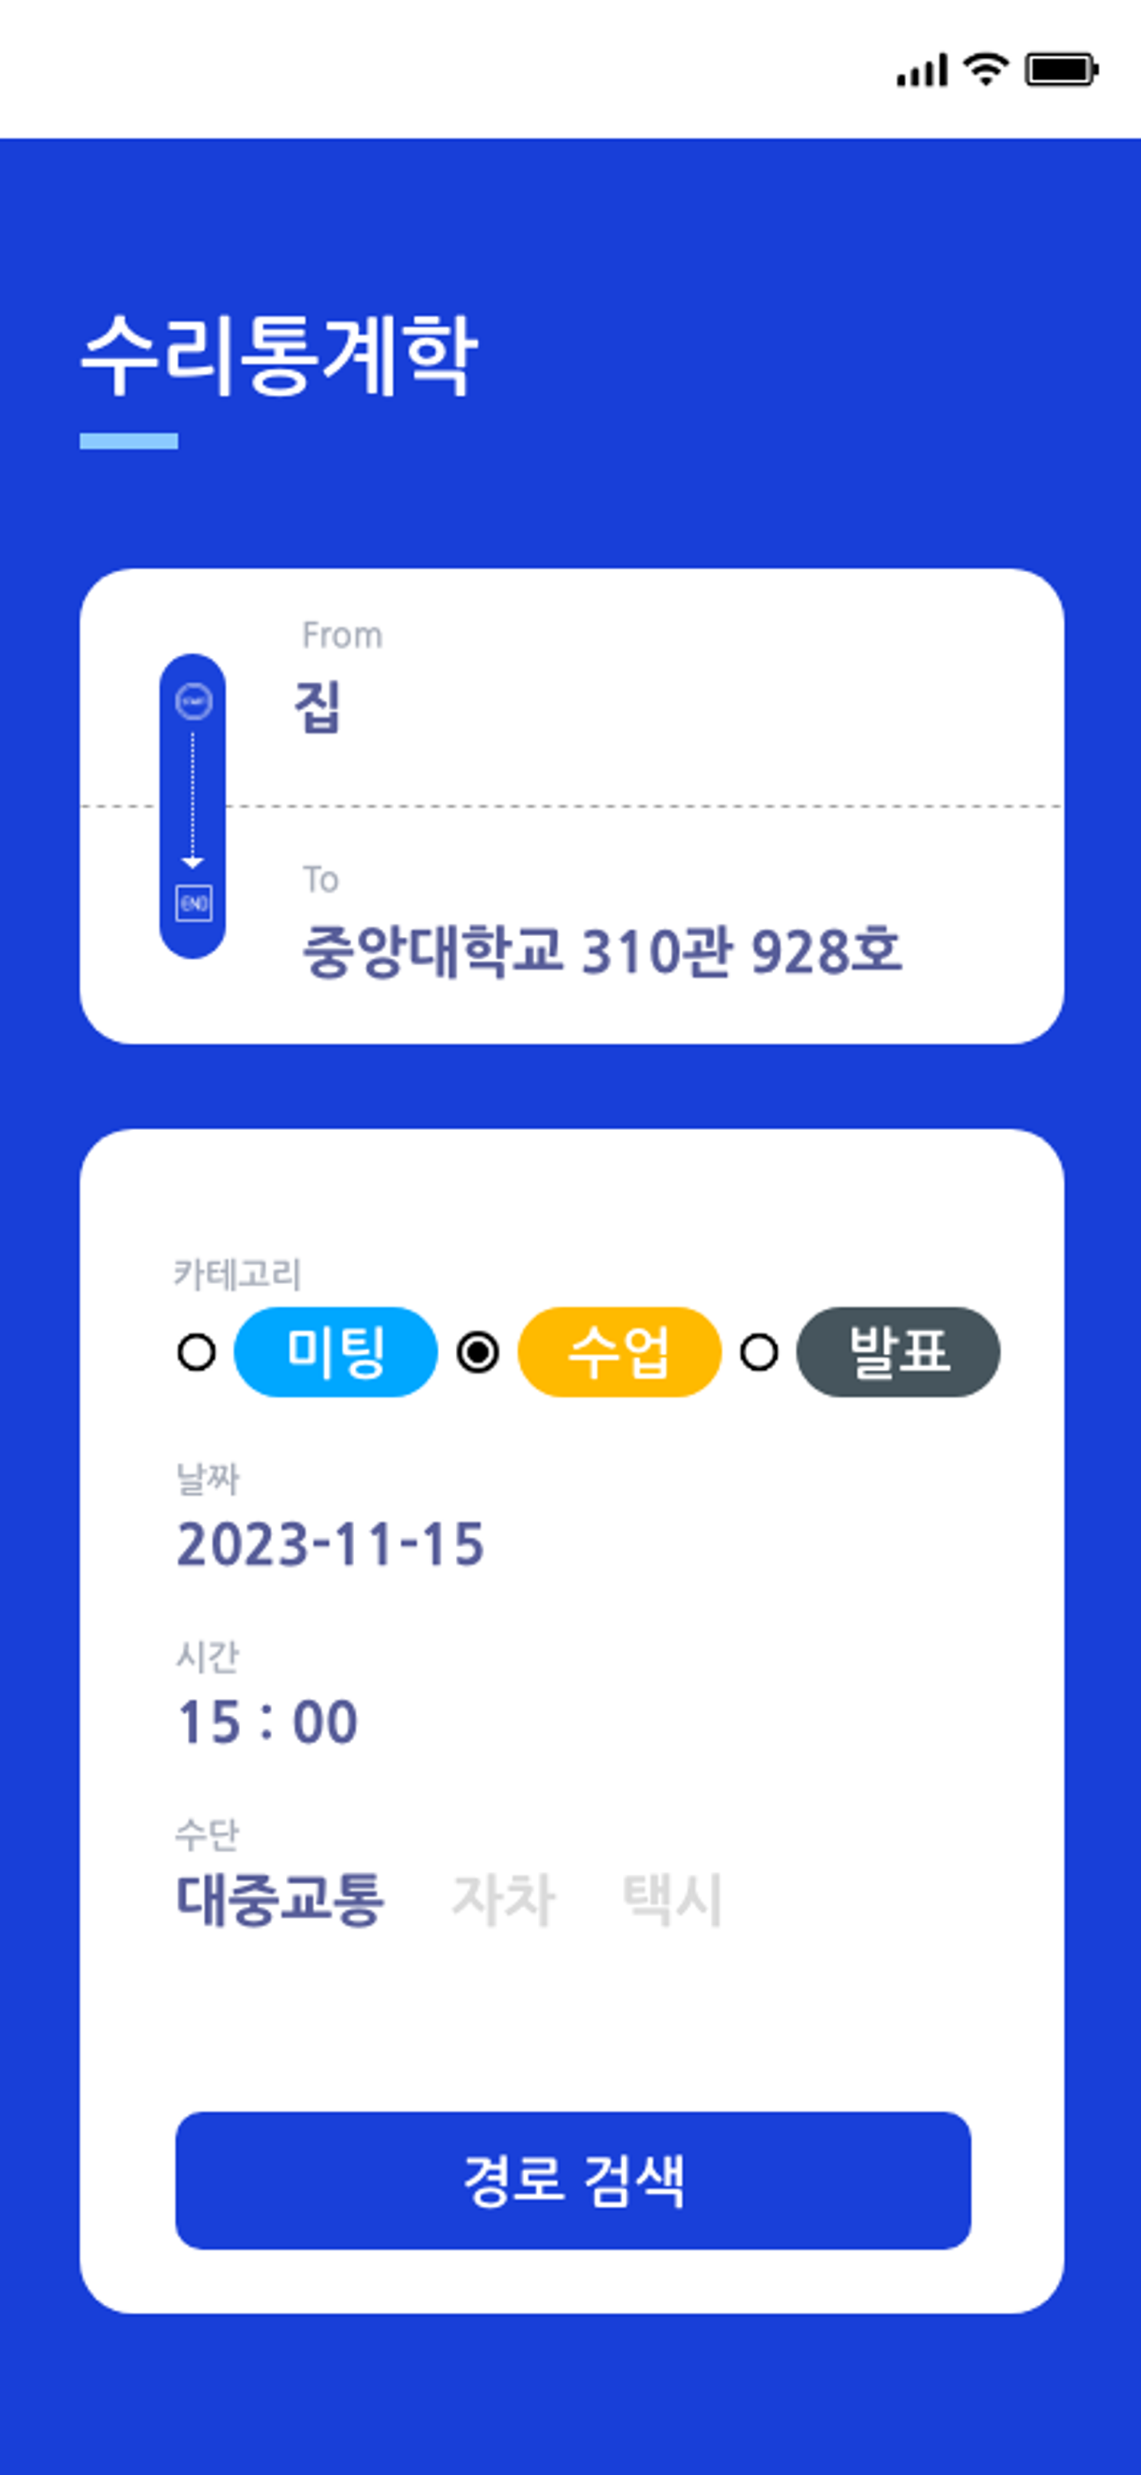 수리통계학
From
집
To
END
중앙대학교 310관 928호
카테고리
미팅 수업 발표
날짜
2023-11-15
시간
15 : 00
수단
대중교통 자차 택시
경로 검색